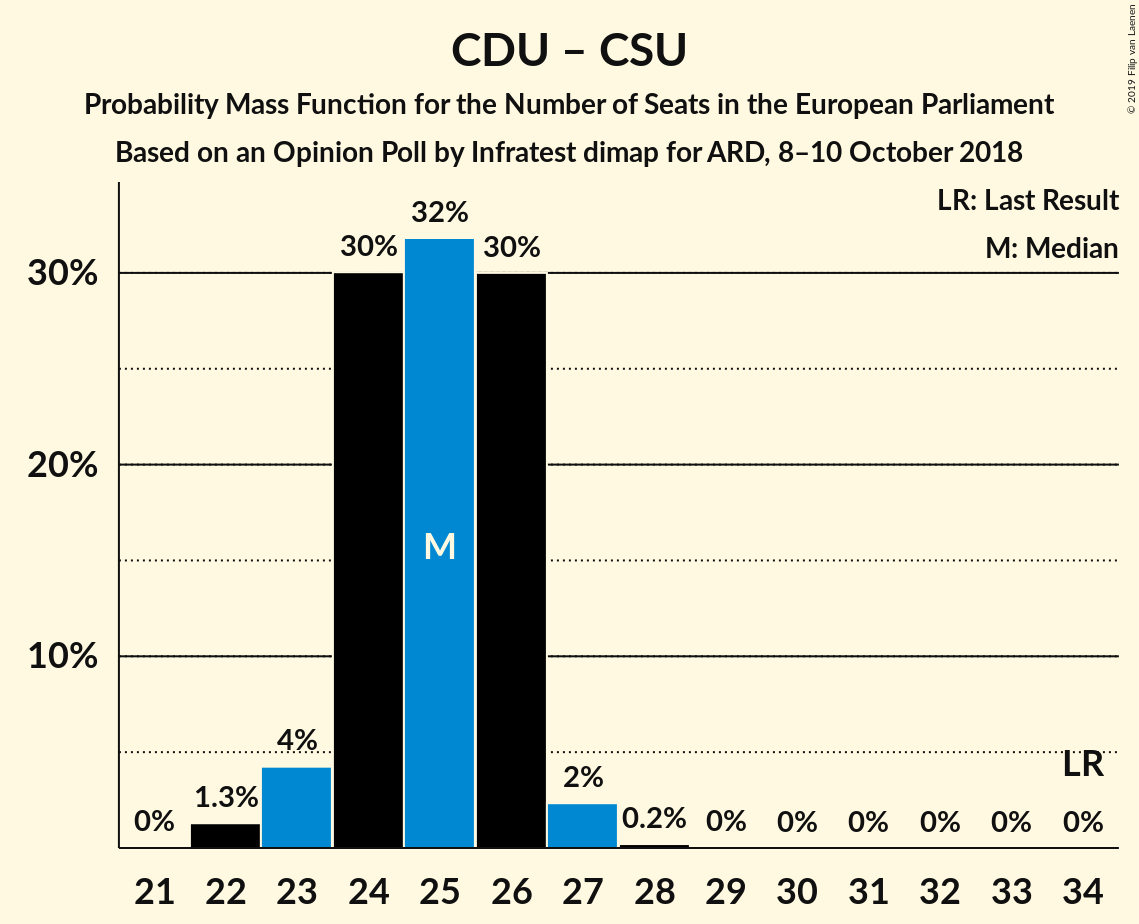 CDU – CSU
Probability Mass Function for the Number of Seats in the European Parliament
Based on an Opinion Poll by Infratest dimap for ARD, 8–10 October 2018
© 2019 Filip van Laenen
LR: Last Result
M: Median
30%
20%
10%
0%
1.3%
4%
30%
32%
30%
2%
0.2%
0%
0%
0%
0%
0%
0%
M
LR
21 22 23 24 25 26 27 28 29 30 31 32 33 34